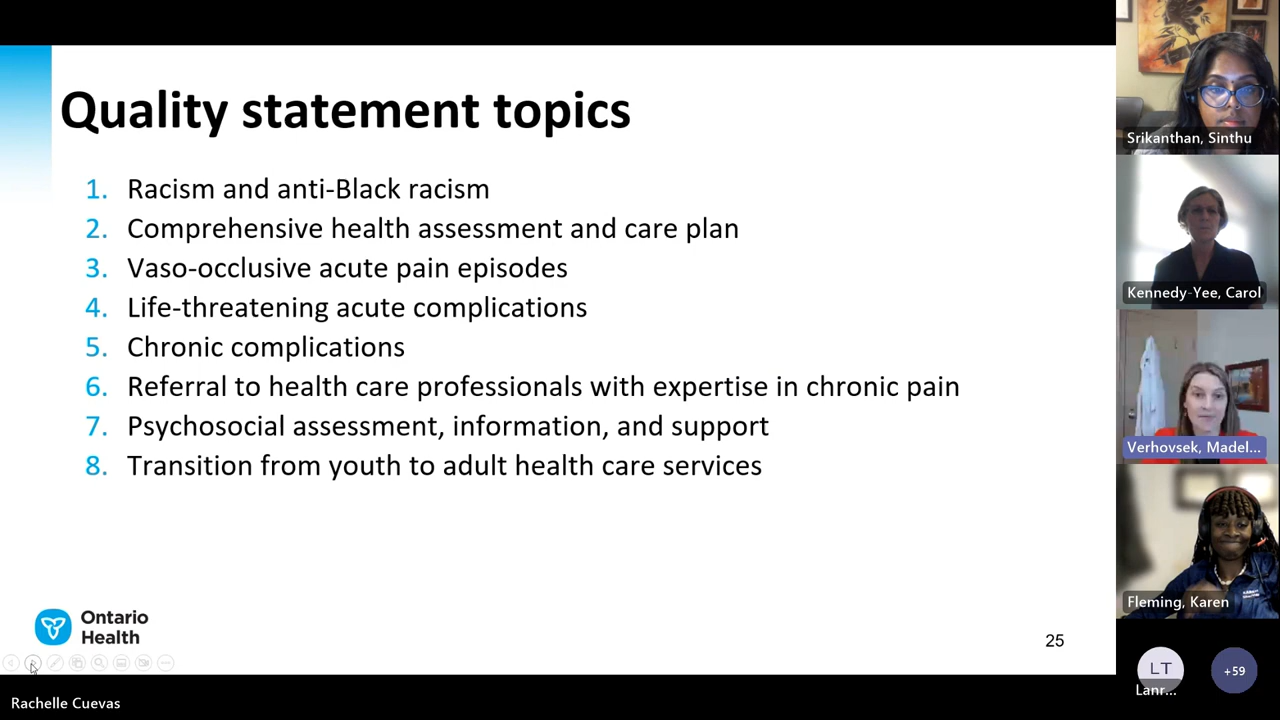 Quality statement topics
1. Racism and anti-Black racism
2. Comprehensive health assessment and care plan
3. Vaso-occlusive acute pain episodes
4. Life-threatening acute complications
5. Chronic complications
6. Referral to health care professionals with expertise in chronic pain
7. Psychosocial assessment, information, and support
8. Transition from youth to adult health care services
Ontario
Health
25
Rachelle Cuevas
Srikanthan, Sinthu
Kennedy-Yee, Carol
Verhovsek, Madel...
Fleming, Karen
LT
Lanr...
+59